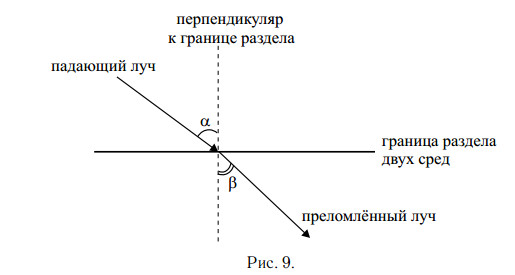 перпендикуляр
к границе раздела
падающий луч
α
граница раздела
двух сред
β
преломлённый луч
Рис. 9.